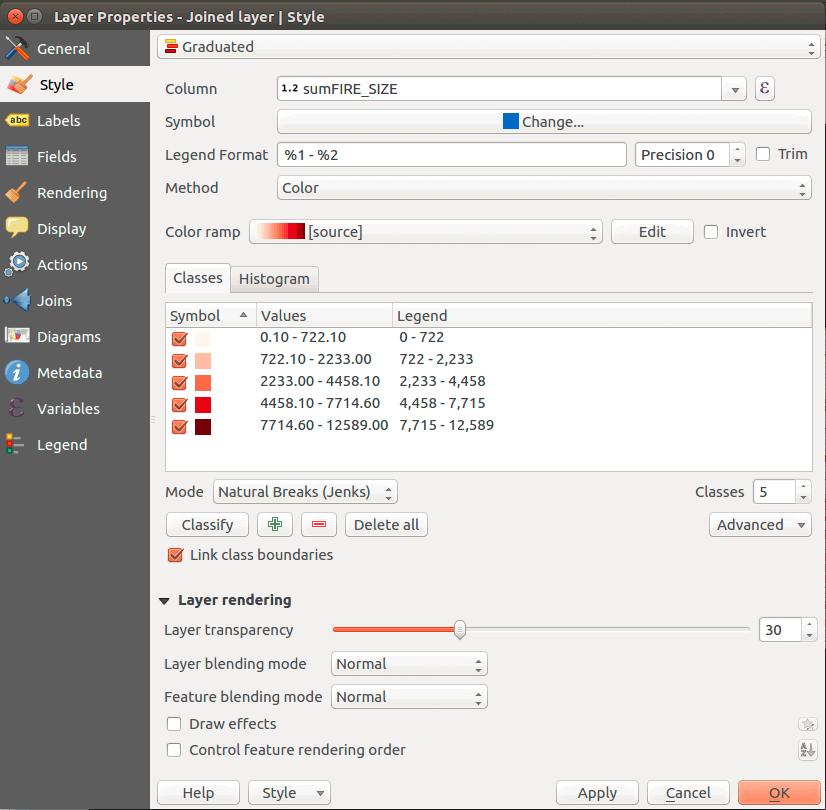 Layer Properties - Joined layer | Style
General
Style
abc Labels
Fields
Rendering
Display
Actions
Joins
Diagrams
Metadata
Variables
Legend
Graduated
Column 1.2 sumFIRE_SIZE ε
Symbol Change...
Legend Format %1 - %2 Precision 0 Trim
Method Color
Color ramp [source] Edit Invert
Classes Histogram
Symbol Values Legend
0.10 - 722.10 0 - 722
722.10 - 2233.00 722 - 2,233
2233.00 - 4458.10 2,233 - 4,458
4458.10 - 7714.60 4,458 - 7,715
7714.60 - 12589.00 7,715 - 12,589
Mode Natural Breaks (Jenks) Classes 5
Classify Delete all Advanced
Link class boundaries
Layer rendering
Layer transparency 30
Layer blending mode Normal
Feature blending mode Normal
Draw effects
Control feature rendering order
Help Style Apply Cancel OK